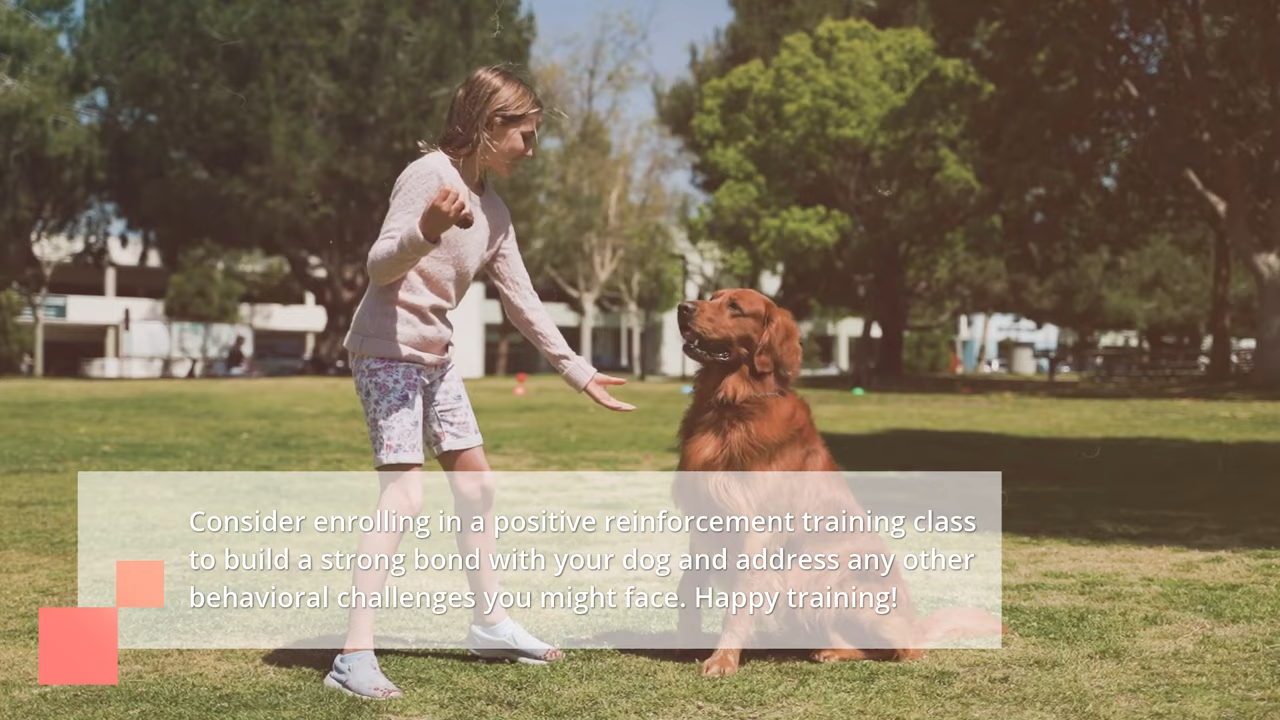 Consider enrolling in a positive reinforcement training class
to build a strong bond with your dog and address any other
behavioral challenges you might face. Happy training!